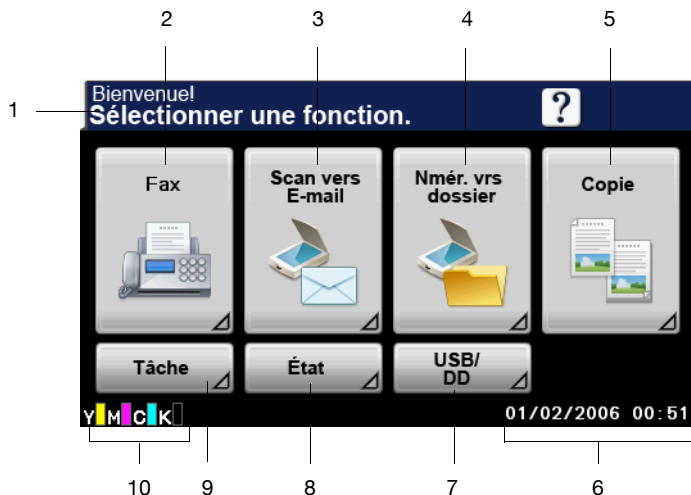 2 3 4 5
1
Bienvenue!
Sélectionner une fonction.
?
Fax
Scan vers
E-mail
Nmér. vrs
dossier
Copie
Tâche
État
USB/
DD
Y M C K
01/02/2006 00:51
10 9 8 7 6